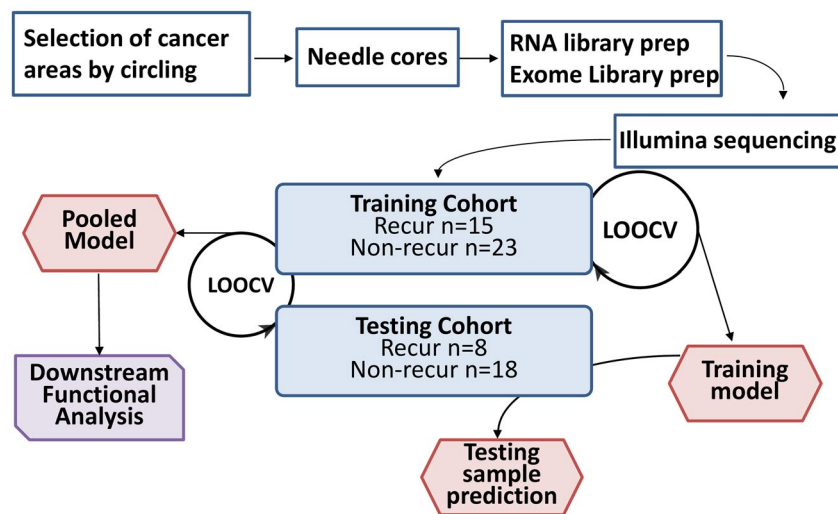 Selection of cancer
areas by circling
Needle cores
RNA library prep
Exome Library prep
Illumina sequencing
Training Cohort
Recur n=15
Non-recur n=23
LOOCV
Pooled
Model
LOOCV
Testing Cohort
Recur n=8
Non-recur n=18
Training
model
Downstream
Functional
Analysis
Testing
sample
prediction